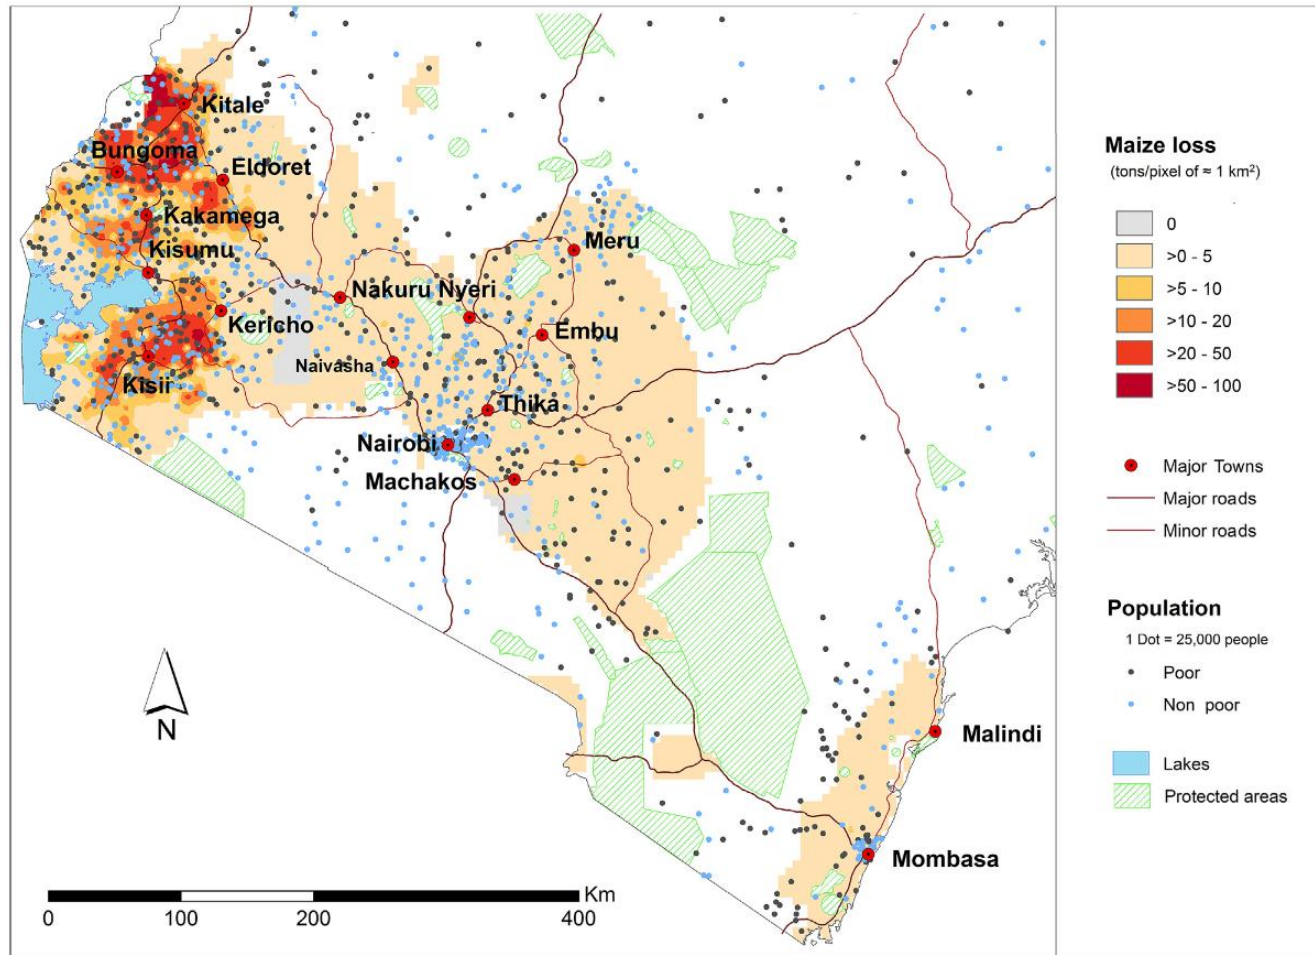 Kitale
Bungoma
Eldoret
Kakamega
Kisumu
Meru
Nakuru Nyeri
Kericho
Embu
Naivasha
Kisii
Thika
Nairobi
Machakos
N
Malindi
Mombasa
Km
0 100 200 400
Maize loss
(tons/pixel of ≈ 1 km²)
0
>0 - 5
>5 - 10
>10 - 20
>20 - 50
>50 - 100
Major Towns
Major roads
Minor roads
Population
1 Dot = 25,000 people
Poor
Non poor
Lakes
Protected areas